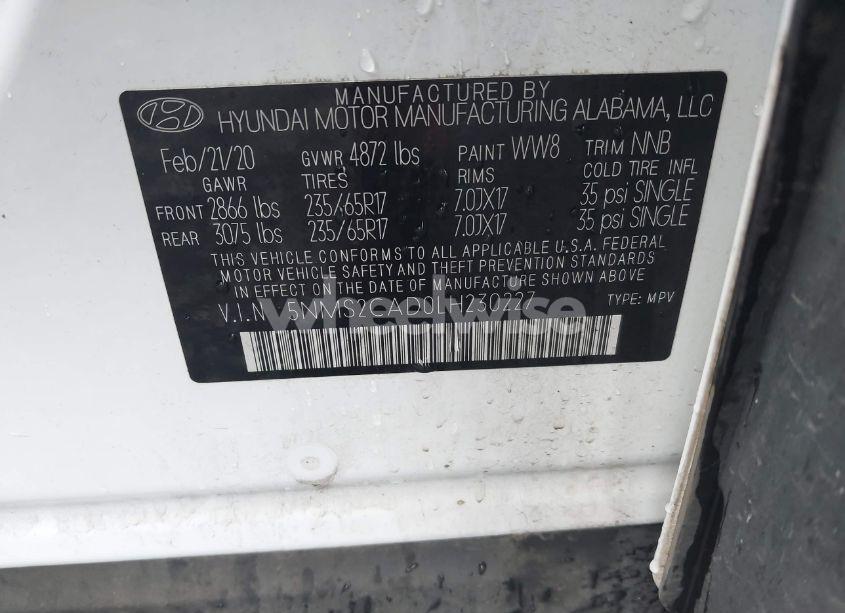 MANUFACTURED BY
HYUNDAI MOTOR MANUFACTURING ALABAMA, LLC
Feb/21/20 GVWR 4872 lbs PAINT WW8 TRIM NNB
GAWR TIRES RIMS COLD TIRE INFL
FRONT 2866 lbs 235/65R17 7.0JX17 35 psi SINGLE
REAR 3075 lbs 235/65R17 7.0JX17 35 psi SINGLE
THIS VEHICLE CONFORMS TO ALL APPLICABLE U.S.A. FEDERAL
MOTOR VEHICLE SAFETY AND THEFT PREVENTION STANDARDS
IN EFFECT ON THE DATE OF MANUFACTURE SHOWN ABOVE
V.I.N TYPE: MPV
wheelwise